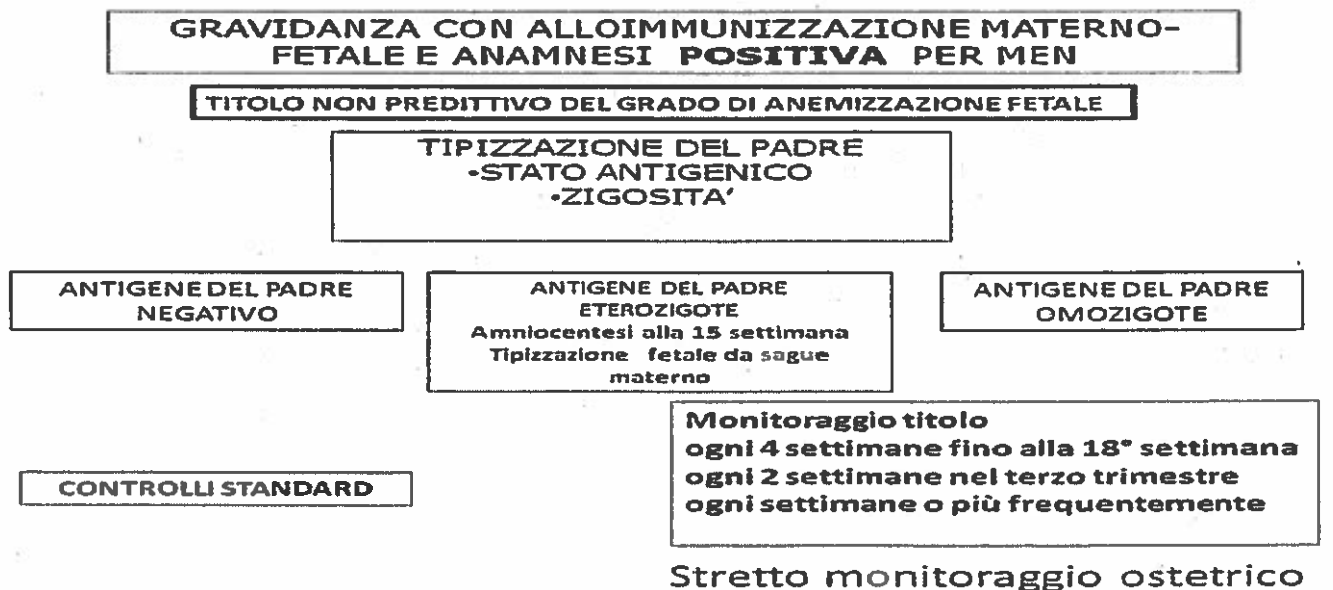 GRAVIDANZA CON ALLOIMMUNIZZAZIONE MATERNO-
FETALE E ANAMNESI POSITIVA PER MEN
TITOLO NON PREDITTIVO DEL GRADO DI ANEMIZZAZIONE FETALE
TIPIZZAZIONE DEL PADRE
•STATO ANTIGENICO
•ZIGOSITA'
ANTIGENE DEL PADRE
NEGATIVO
ANTIGENE DEL PADRE
ETEROZIGOTE
Amniocentesi alla 15 settimana
Tipizzazione fetale da sague
materno
ANTIGENE DEL PADRE
OMOZIGOTE
Monitoraggio titolo
ogni 4 settimane fino alla 18° settimana
ogni 2 settimane nel terzo trimestre
ogni settimane o più frequentemente
CONTROLLI STANDARD
Stretto monitoraggio ostetrico